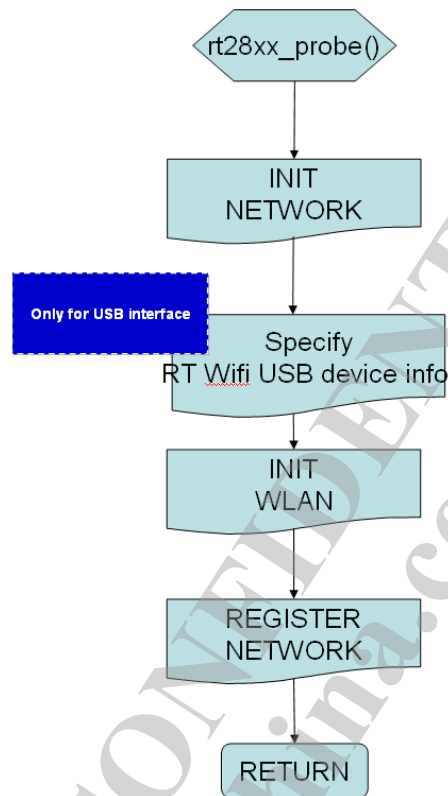 rt28xx_probe()
INIT
NETWORK
Only for USB interface
Specify
RT Wifi USB device info
INIT
WLAN
REGISTER
NETWORK
RETURN